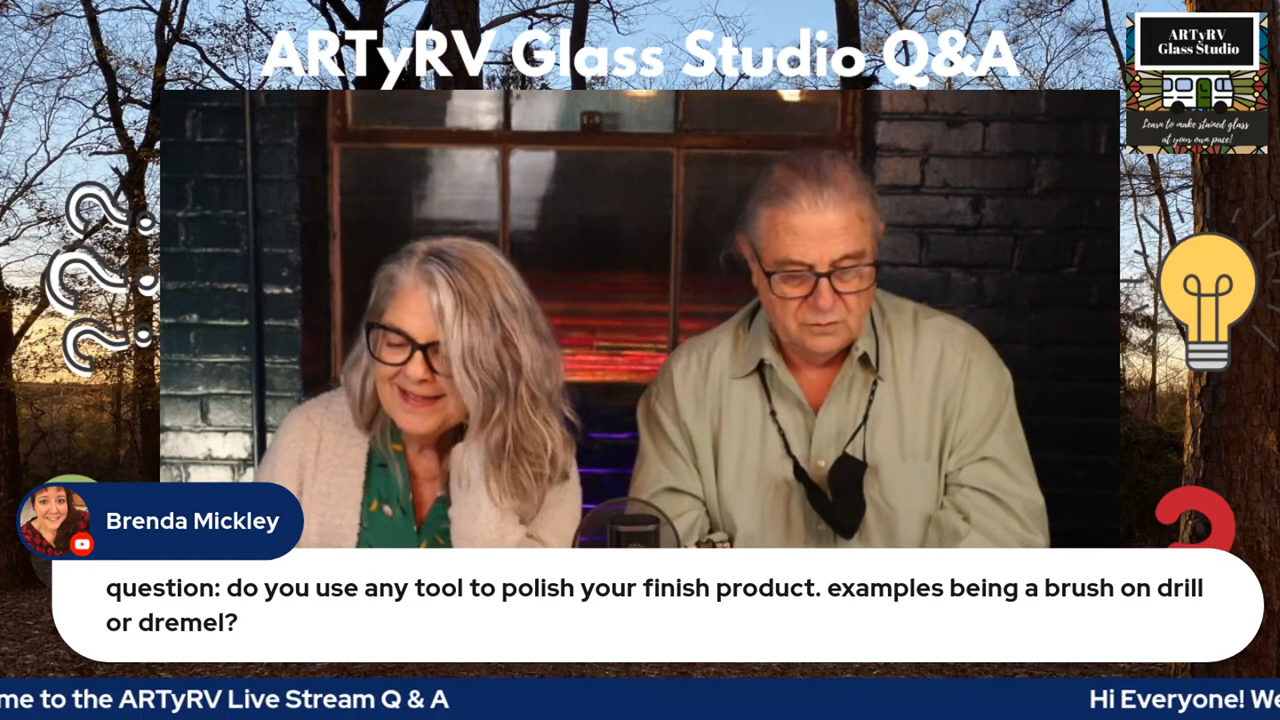 ARTyRV Glass Studio Q&A
ARTyRV
Glass Studio
Learn to make stained glass
at your own pace!
Brenda Mickley
question: do you use any tool to polish your finish product. examples being a brush on drill
or dremel?
me to the ARTyRV Live Stream Q & A
Hi Everyone! We